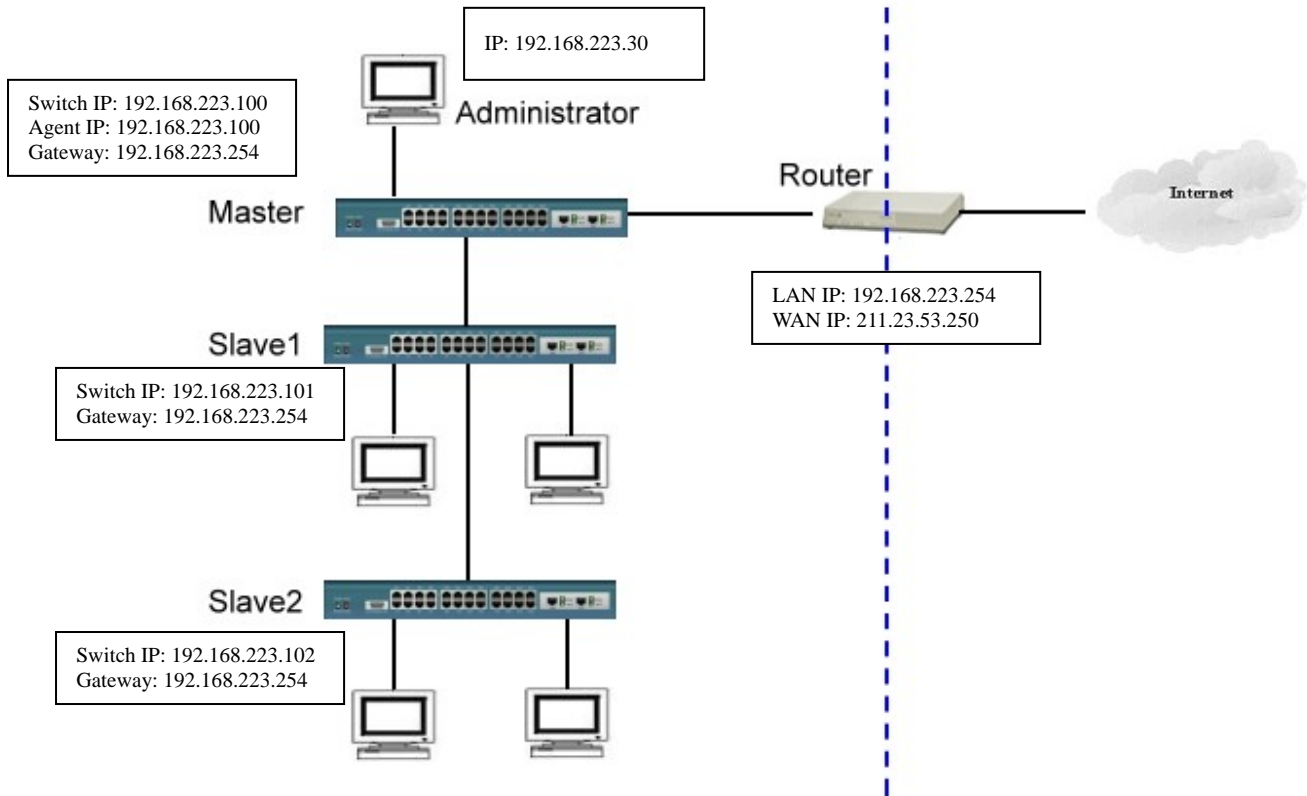 IP: 192.168.223.30
Switch IP: 192.168.223.100
Agent IP: 192.168.223.100
Gateway: 192.168.223.254
Administrator
Master
Router
Internet
LAN IP: 192.168.223.254
WAN IP: 211.23.53.250
Slave1
Switch IP: 192.168.223.101
Gateway: 192.168.223.254
Slave2
Switch IP: 192.168.223.102
Gateway: 192.168.223.254